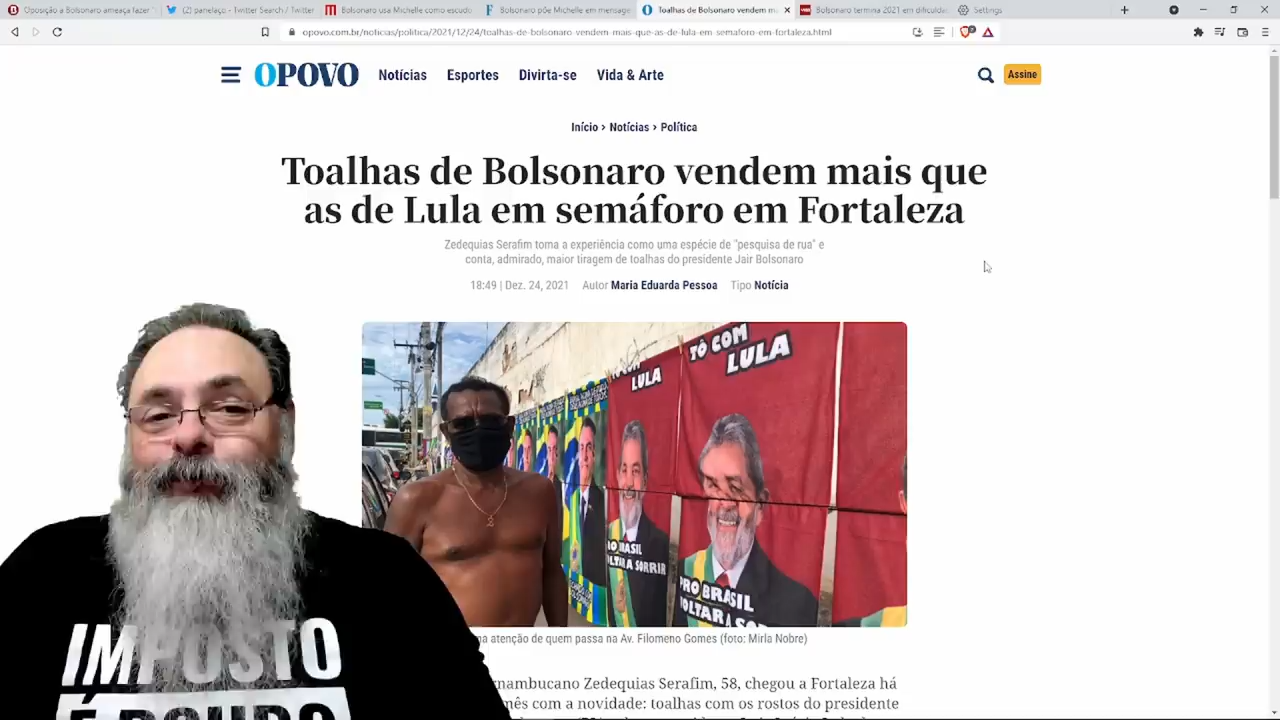 Oposição a Bolsonaro ameaça fazer
(2) panelaço - Twitter Search / Twitter
Bolsonaro usa Michelle como escudo
Bolsonaro põe Michelle em mensage
Toalhas de Bolsonaro vendem m
Bolsonaro termina 2021 em dificuld
Settings
opovo.com.br/noticias/politica/2021/12/24/toalhas-de-bolsonaro-vendem-mais-que-as-de-lula-em-semaforo-em-fortaleza.html
OPOVO
Notícias
Esportes
Divirta-se
Vida & Arte
Assine
Início > Notícias > Política
Toalhas de Bolsonaro vendem mais que
as de Lula em semáforo em Fortaleza
Zedequias Serafim toma a experiência como uma espécie de "pesquisa de rua" e
conta, admirado, maior tiragem de toalhas do presidente Jair Bolsonaro
18:49 | Dez. 24, 2021 Autor Maria Eduarda Pessoa Tipo Notícia
LULA
TÔ COM
LULA
RO BRASIL
OLTAR A SORRIR
PRO BRASIL
VOLTAR A SO
na atenção de quem passa na Av. Filomeno Gomes (foto: Mirla Nobre)
nambucano Zedequias Serafim, 58, chegou a Fortaleza há
mês com a novidade: toalhas com os rostos do presidente
IMPOSTO
É ROUBO